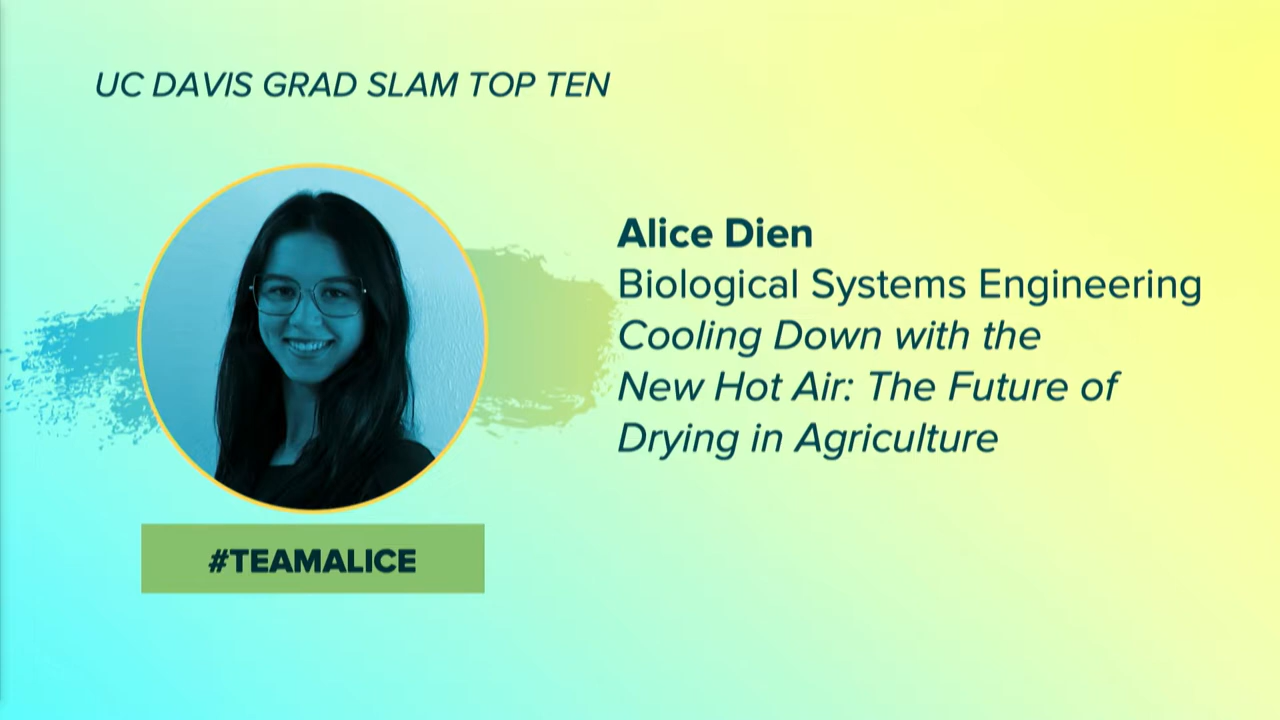 UC DAVIS GRAD SLAM TOP TEN
Alice Dien
Biological Systems Engineering
Cooling Down with the
New Hot Air: The Future of
Drying in Agriculture
#TEAMALICE